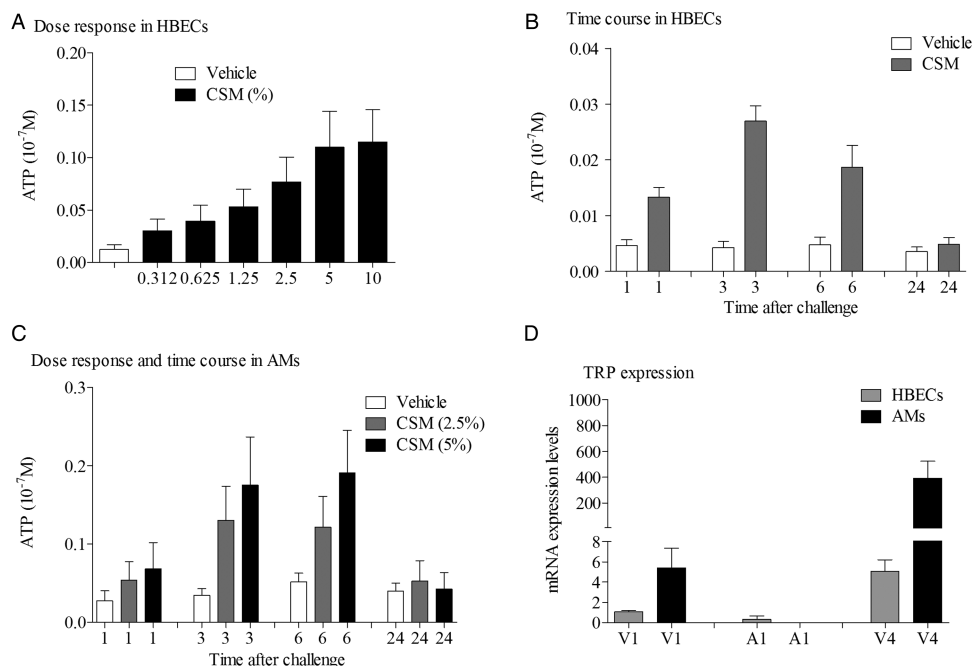 A
Dose response in HBECs
Vehicle
CSM (%)
ATP (10⁻⁷M)
0.20
0.15
0.10
0.05
0.00
0.312 0.625 1.25 2.5 5 10
B
Time course in HBECs
Vehicle
CSM
ATP (10⁻⁷M)
0.04
0.03
0.02
0.01
0.00
1 1 3 3 6 6 24 24
Time after challenge
C
Dose response and time course in AMs
Vehicle
CSM (2.5%)
CSM (5%)
ATP (10⁻⁷M)
0.3
0.2
0.1
0.0
1 1 1 3 3 3 6 6 6 24 24 24
Time after challenge
D
TRP expression
HBECs
AMs
mRNA expression levels
1000
800
600
400
200
8
6
4
2
0
V1 V1 A1 A1 V4 V4